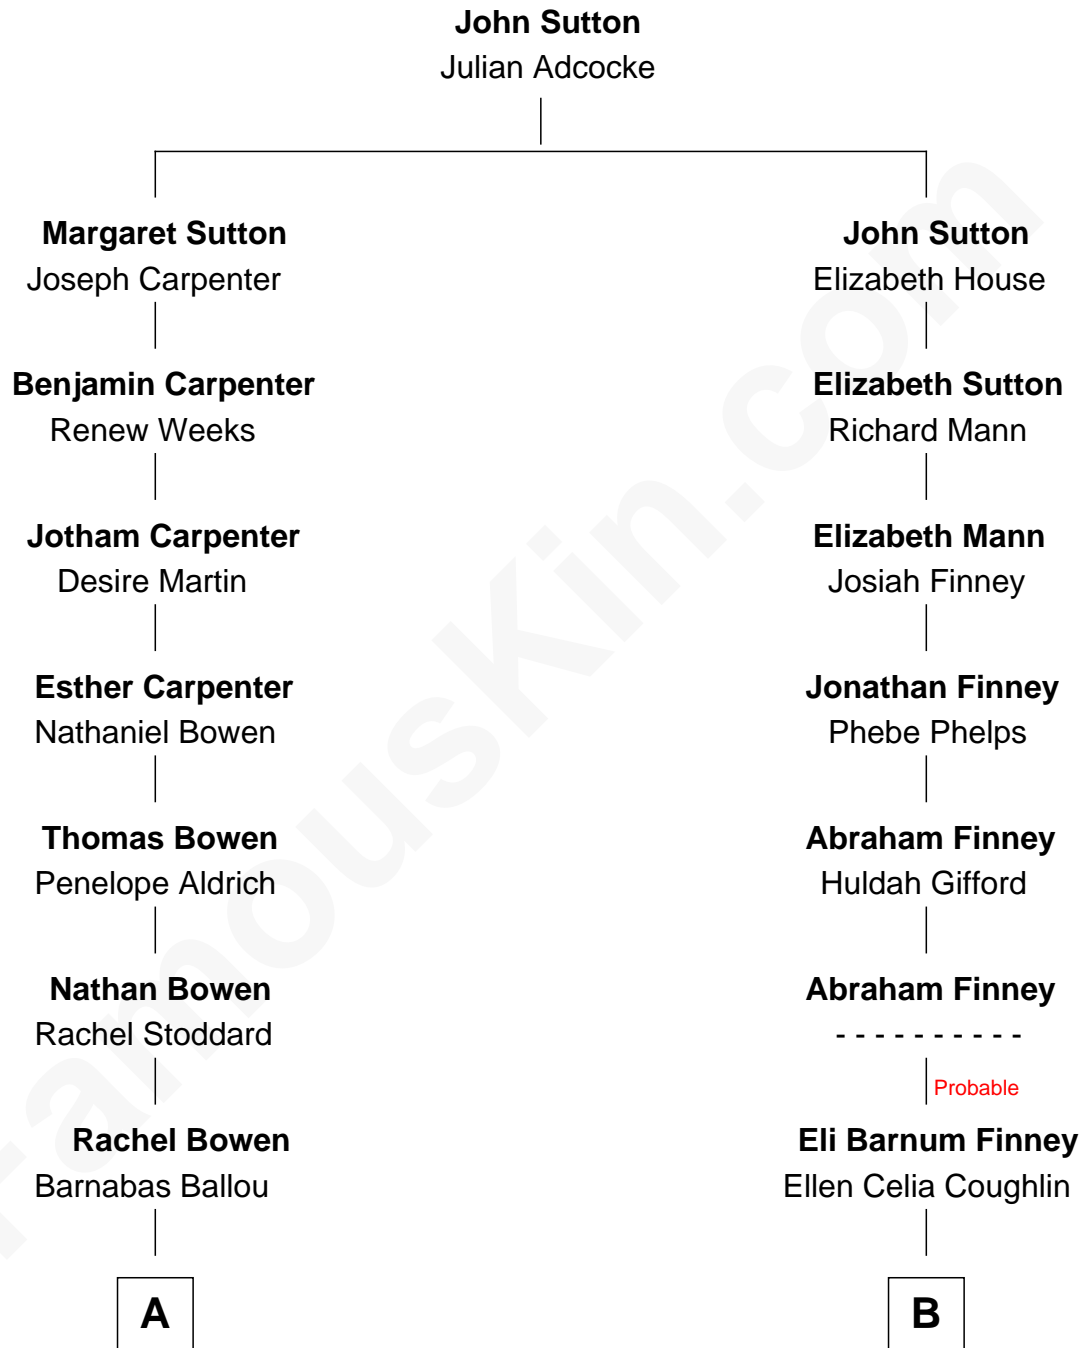 John Sutton
Julian Adcocke
Margaret Sutton
Joseph Carpenter
John Sutton
Elizabeth House
Benjamin Carpenter
Renew Weeks
Elizabeth Sutton
Richard Mann
Jotham Carpenter
Desire Martin
Elizabeth Mann
Josiah Finney
Esther Carpenter
Nathaniel Bowen
Jonathan Finney
Phebe Phelps
Thomas Bowen
Penelope Aldrich
Abraham Finney
Huldah Gifford
Nathan Bowen
Rachel Stoddard
Abraham Finney
- - - - - - - - - -
Probable
Rachel Bowen
Barnabas Ballou
Eli Barnum Finney
Ellen Celia Coughlin
A
B
FamousKin.com